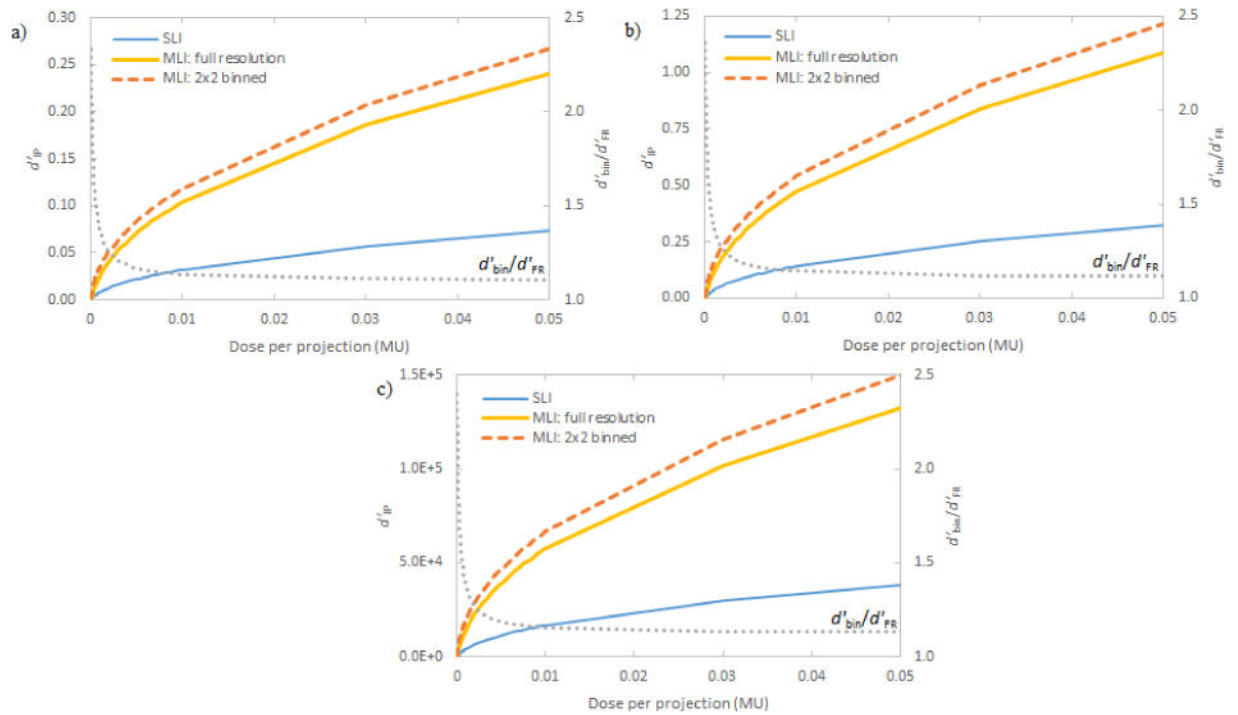 a)
0.30
0.25
0.20
0.15
0.10
0.05
0.00
d'IP
SLI
MLI: full resolution
MLI: 2x2 binned
2.5
2.0
1.5
1.0
d'bin/d'FR
d'bin/d'FR
0
0.01
0.02
0.03
0.04
0.05
Dose per projection (MU)
b)
1.25
1.00
0.75
0.50
0.25
0.00
d'IP
SLI
MLI: full resolution
MLI: 2x2 binned
2.5
2.0
1.5
1.0
d'bin/d'FR
d'bin/d'FR
0
0.01
0.02
0.03
0.04
0.05
Dose per projection (MU)
c)
1.5E+5
1.0E+5
5.0E+4
0.0E+0
d'IP
SLI
MLI: full resolution
MLI: 2x2 binned
2.5
2.0
1.5
1.0
d'bin/d'FR
d'bin/d'FR
0
0.01
0.02
0.03
0.04
0.05
Dose per projection (MU)